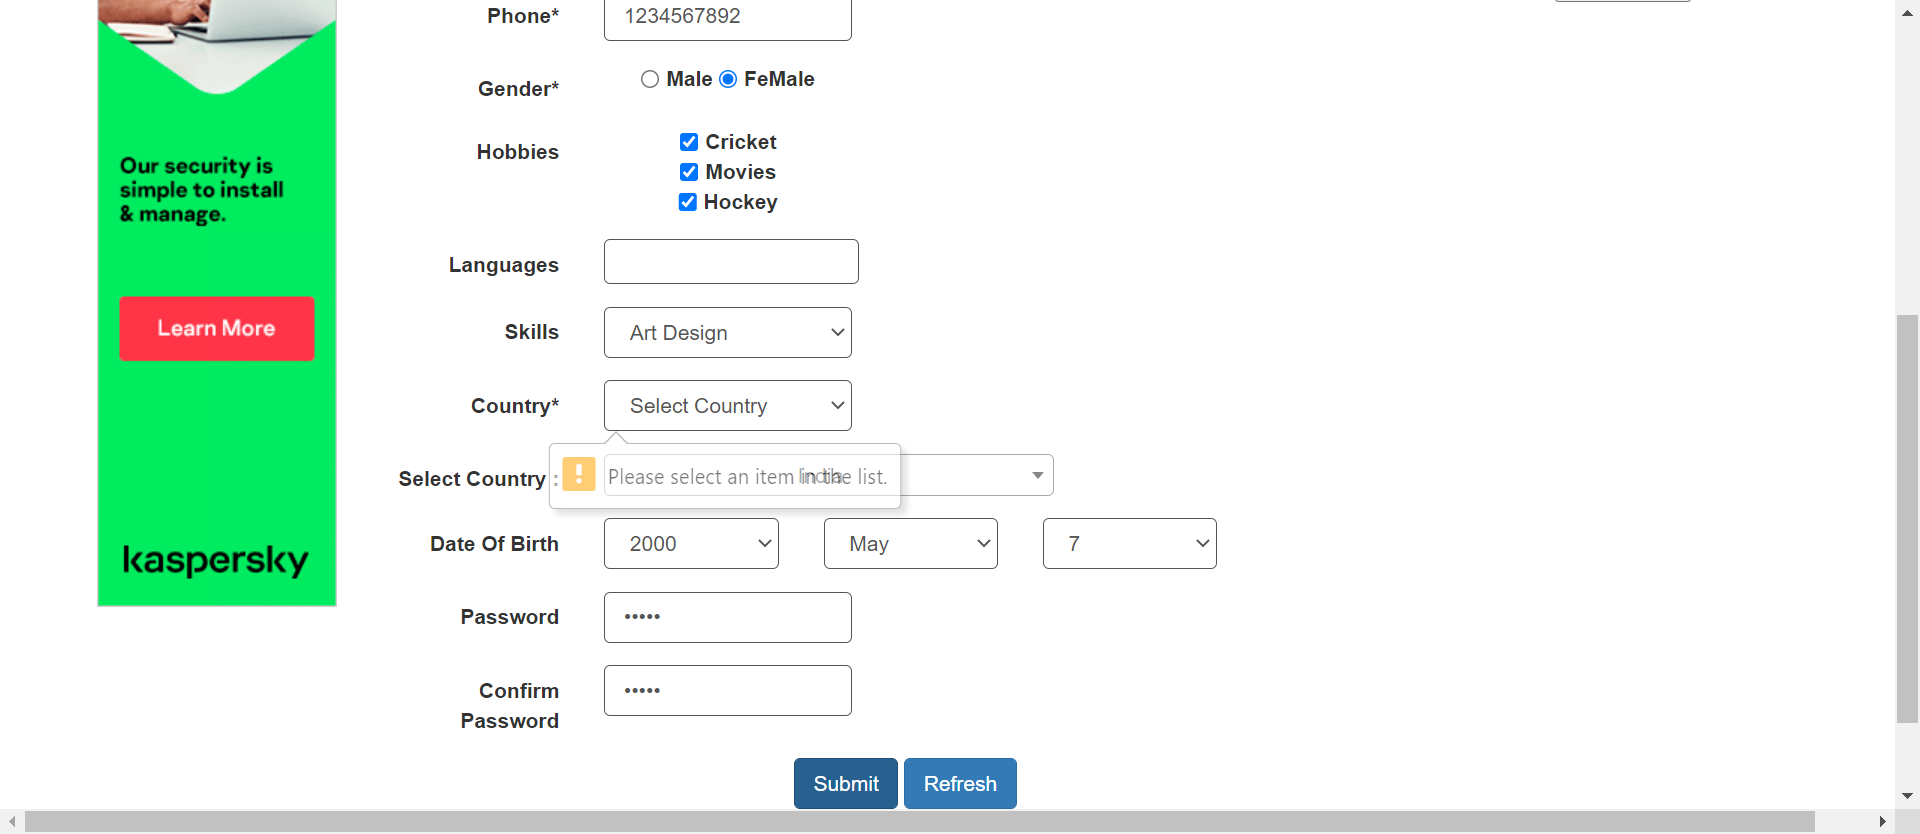 Phone* 1234567892
Gender* Male FeMale
Hobbies
Cricket
Movies
Hockey
Languages
Skills Art Design
Country* Select Country
Select Country :
Please select an item in the list.
India
Date Of Birth 2000 May 7
Password •••••
Confirm Password •••••
Submit Refresh
Our security is
simple to install
& manage.
Learn More
kaspersky